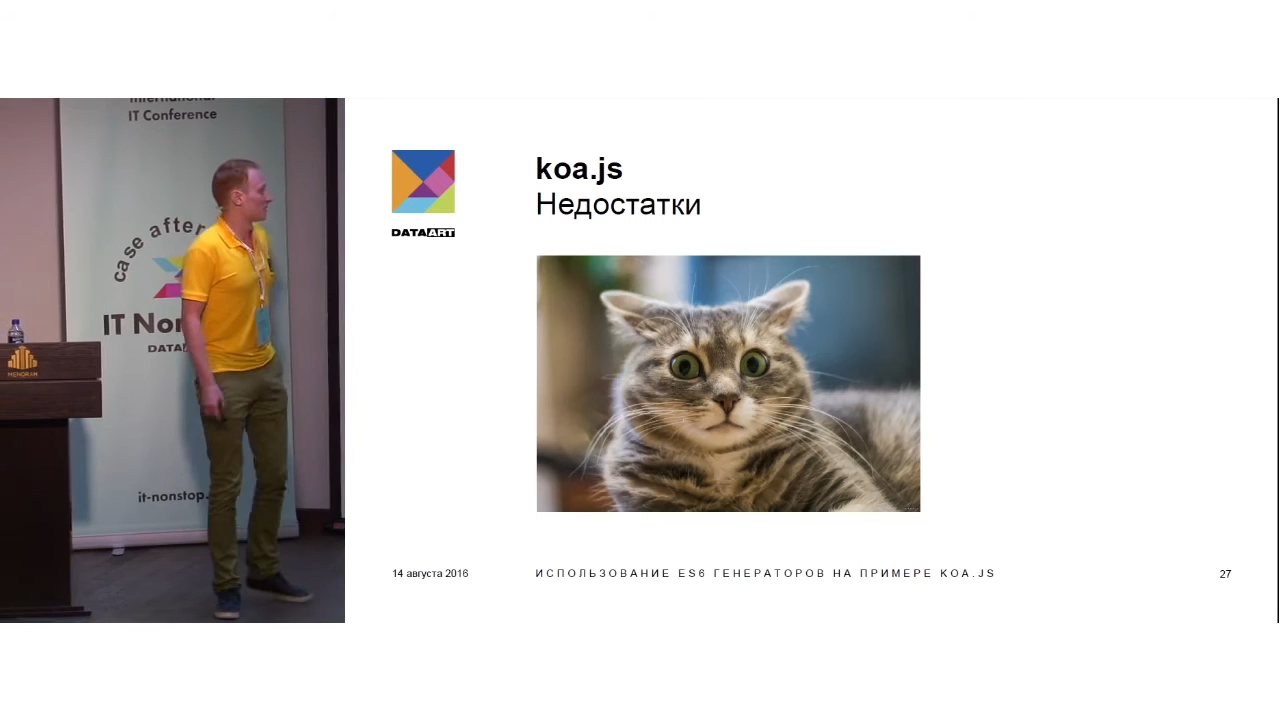 IT Conference
case after
IT Non
DATA
it-nonstop.
MENORAH
DATAART
koa.js
Недостатки
14 августа 2016
ИСПОЛЬЗОВАНИЕ ES6 ГЕНЕРАТОРОВ НА ПРИМЕРЕ KOA.JS
27